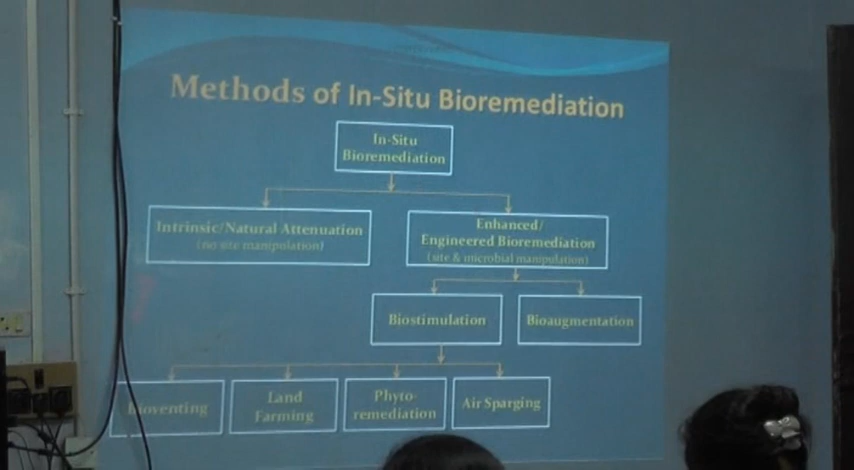 Methods of In-Situ Bioremediation
In-Situ
Bioremediation
Intrinsic/Natural Attenuation
(no site manipulation)
Enhanced/
Engineered Bioremediation
(site & microbial manipulation)
Biostimulation
Bioaugmentation
Bioventing
Land
Farming
Phyto-
remediation
Air Sparging